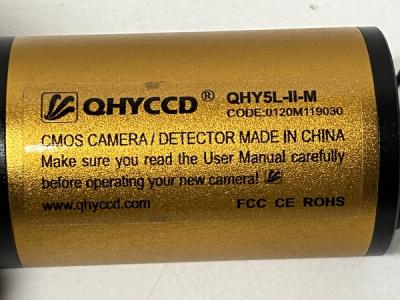 QHYCCD® QHY5L-II-M
CODE:0120M119030
CMOS CAMERA / DETECTOR MADE IN CHINA
Make sure you read the User Manual carefully
before operating your new camera!
www.qhyccd.com FCC CE ROHS